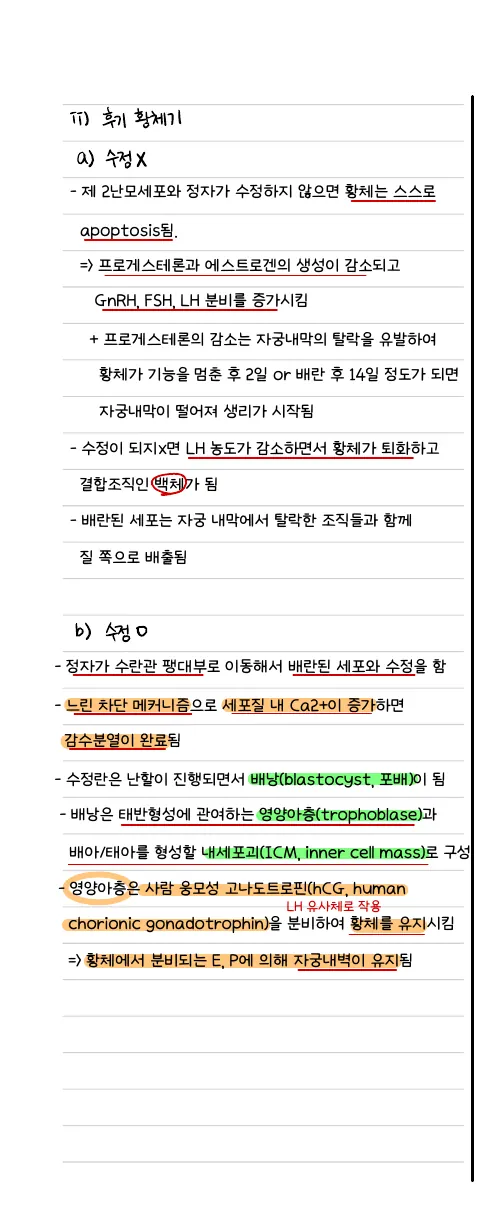 ii) 후기 황체기
a) 수정 X
- 제 2난모세포와 정자가 수정하지 않으면 황체는 스스로
apoptosis됨.
=> 프로게스테론과 에스트로겐의 생성이 감소되고
GnRH, FSH, LH 분비를 증가시킴
+ 프로게스테론의 감소는 자궁내막의 탈락을 유발하여
황체가 기능을 멈춘 후 2일 or 배란 후 14일 정도가 되면
자궁내막이 떨어져 생리가 시작됨
- 수정이 되지x면 LH 농도가 감소하면서 황체가 퇴화하고
결합조직인 백체가 됨
- 배란된 세포는 자궁 내막에서 탈락한 조직들과 함께
질 쪽으로 배출됨
b) 수정 O
- 정자가 수란관 팽대부로 이동해서 배란된 세포와 수정을 함
- 느린 차단 메커니즘으로 세포질 내 Ca2+이 증가하면
감수분열이 완료됨
- 수정란은 난할이 진행되면서 배낭(blastocyst, 포배)이 됨
- 배낭은 태반형성에 관여하는 영양아층(trophoblase)과
배아/태아를 형성할 내세포괴(ICM, inner cell mass)로 구성
- 영양아층은 사람 융모성 고나도트로핀(hCG, human
LH 유사체로 작용
chorionic gonadotrophin)을 분비하여 황체를 유지시킴
=> 황체에서 분비되는 E, P에 의해 자궁내벽이 유지됨